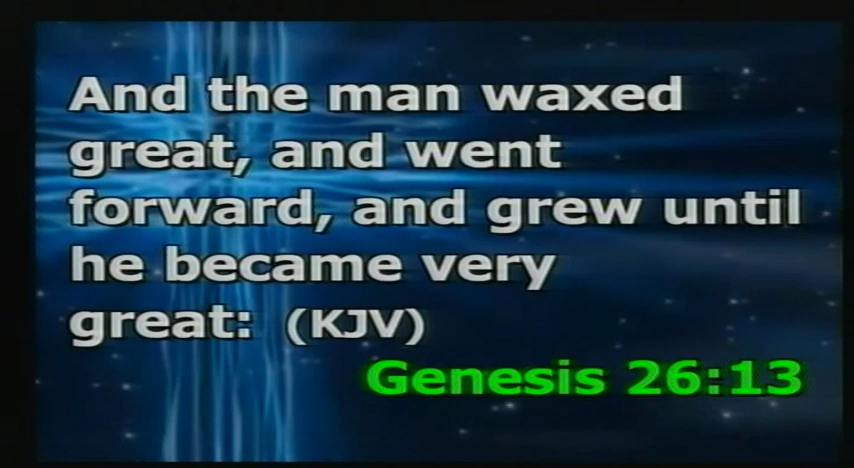 And the man waxed
great, and went
forward, and grew until
he became very
great: (KJV)
Genesis 26:13